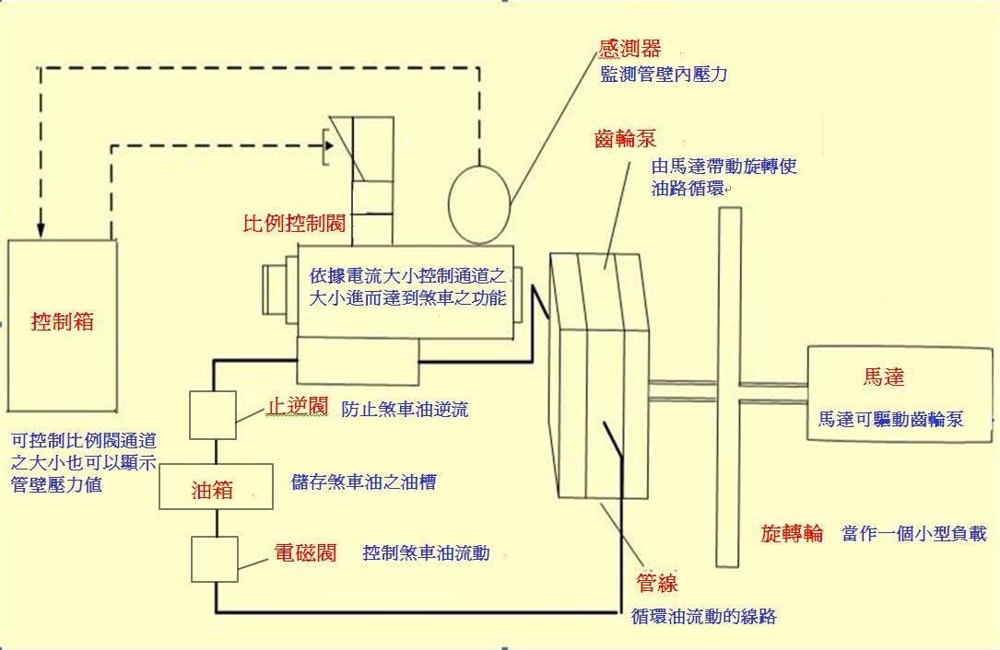 感測器
監測管壁內壓力
齒輪泵
由馬達帶動旋轉使
油路循環
比例控制閥
依據電流大小控制通道之
大小進而達到煞車之功能
控制箱
可控制比例閥通道
之大小也可以顯示
管壁壓力值
馬達
馬達可驅動齒輪泵
止逆閥
防止煞車油逆流
油箱
儲存煞車油之油槽
電磁閥
控制煞車油流動
旋轉輪
當作一個小型負載
管線
循環油流動的線路